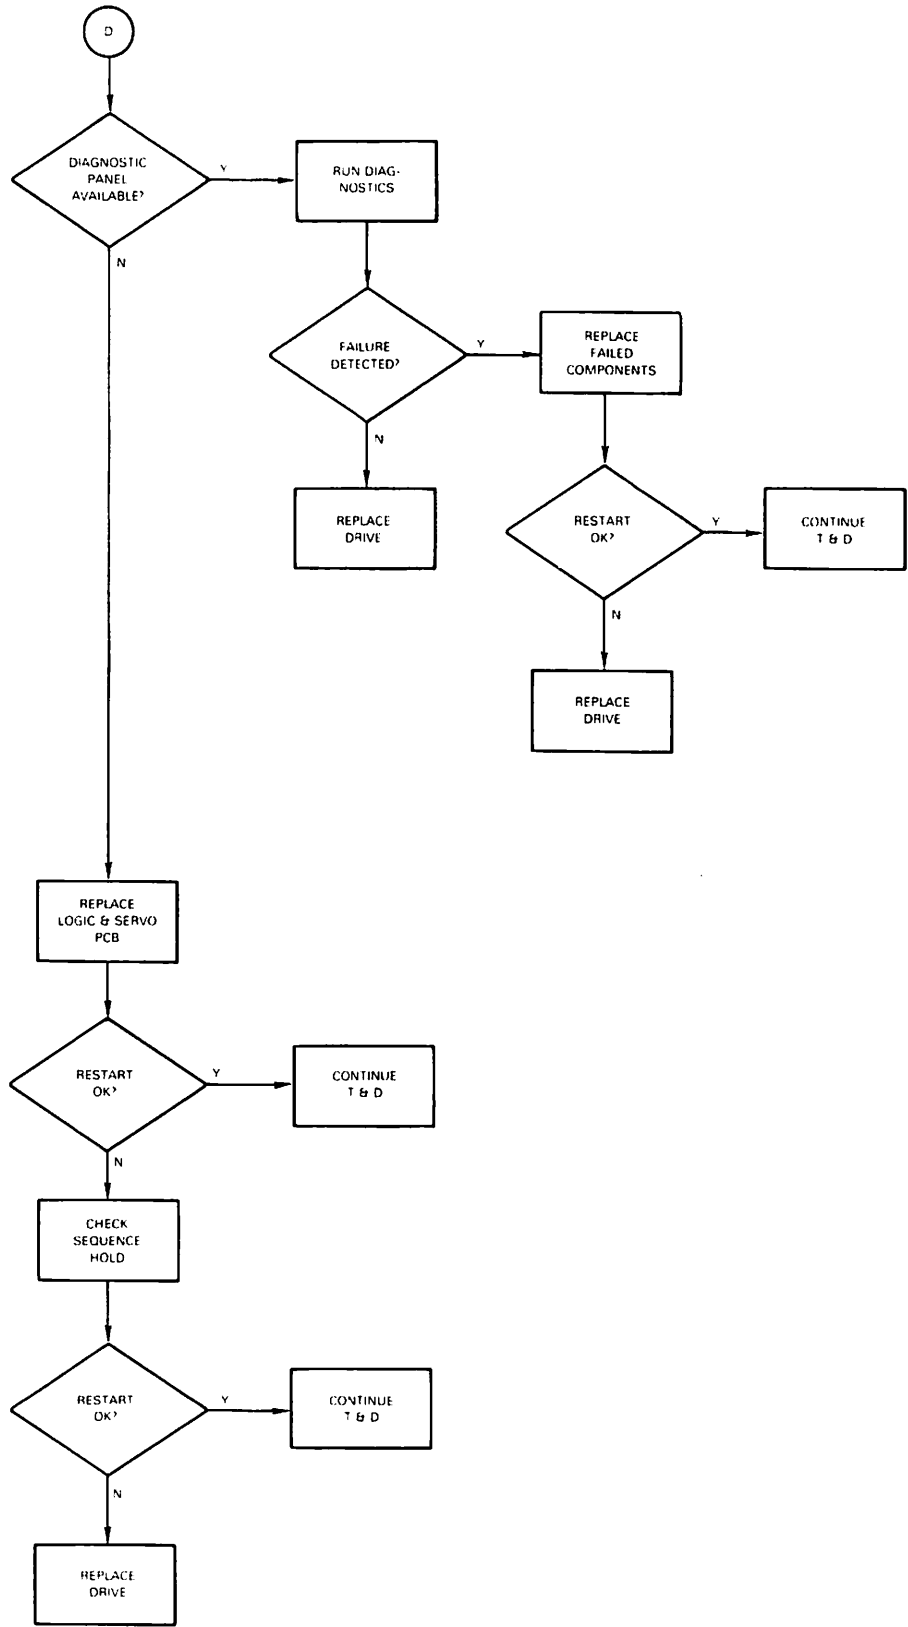 D
DIAGNOSTIC
PANEL
AVAILABLE?
Y
RUN DIAG-
NOSTICS
N
FAILURE
DETECTED?
Y
REPLACE
FAILED
COMPONENTS
N
REPLACE
DRIVE
RESTART
OK?
Y
CONTINUE
T & D
N
REPLACE
DRIVE
REPLACE
LOGIC & SERVO
PCB
RESTART
OK?
Y
CONTINUE
T & D
N
CHECK
SEQUENCE
HOLD
RESTART
OK?
Y
CONTINUE
T & D
N
REPLACE
DRIVE